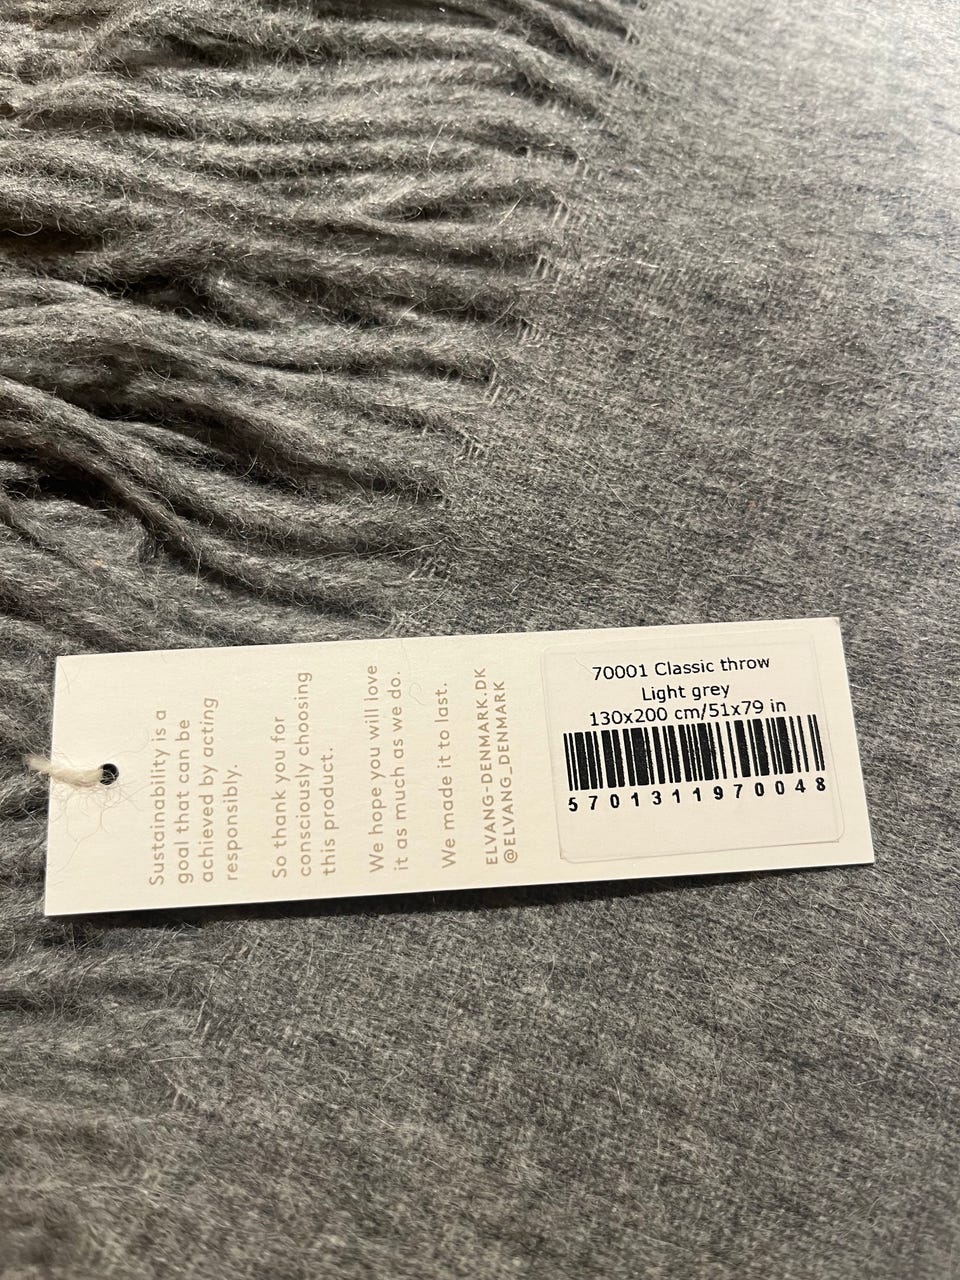 Sustainability is a
goal that can be
achieved by acting
responsibly.
So thank you for
consciously choosing
this product.
We hope you will love
it as much as we do.
We made it to last.
ELVANG-DENMARK.DK
@ELVANG_DENMARK
70001 Classic throw
Light grey
130x200 cm/51x79 in
5701311970048